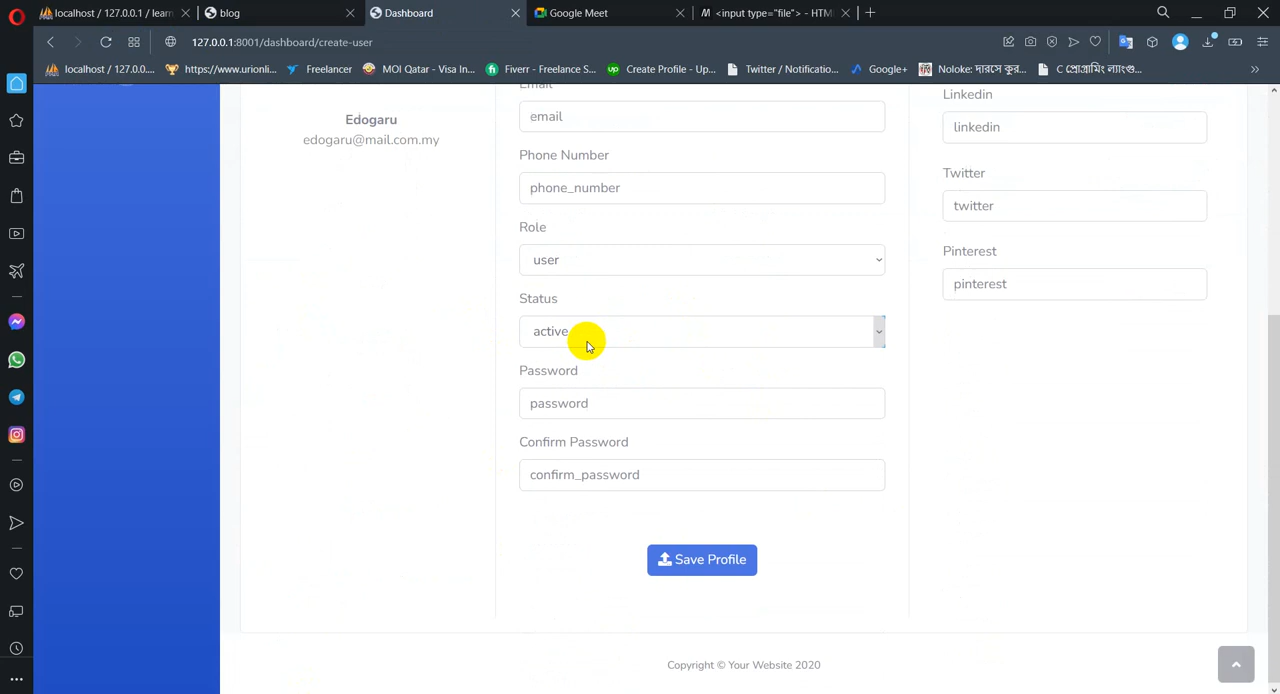 localhost / 127.0.0.1 / learn
blog
Dashboard
Google Meet
<input type="file"> - HTM
127.0.0.1:8001/dashboard/create-user
localhost / 127.0.0....
https://www.urionli...
Freelancer
MOI Qatar - Visa In...
Fiverr - Freelance S...
Create Profile - Up...
Twitter / Notificatio...
Google+
Noloke: দারসে কুর...
C প্রোগ্রামিং ল্যাংগু...
Email
Linkedin
Edogaru
email
linkedin
edogaru@mail.com.my
Phone Number
Twitter
phone_number
twitter
Role
Pinterest
user
pinterest
Status
active
Password
password
Confirm Password
confirm_password
Save Profile
Copyright © Your Website 2020